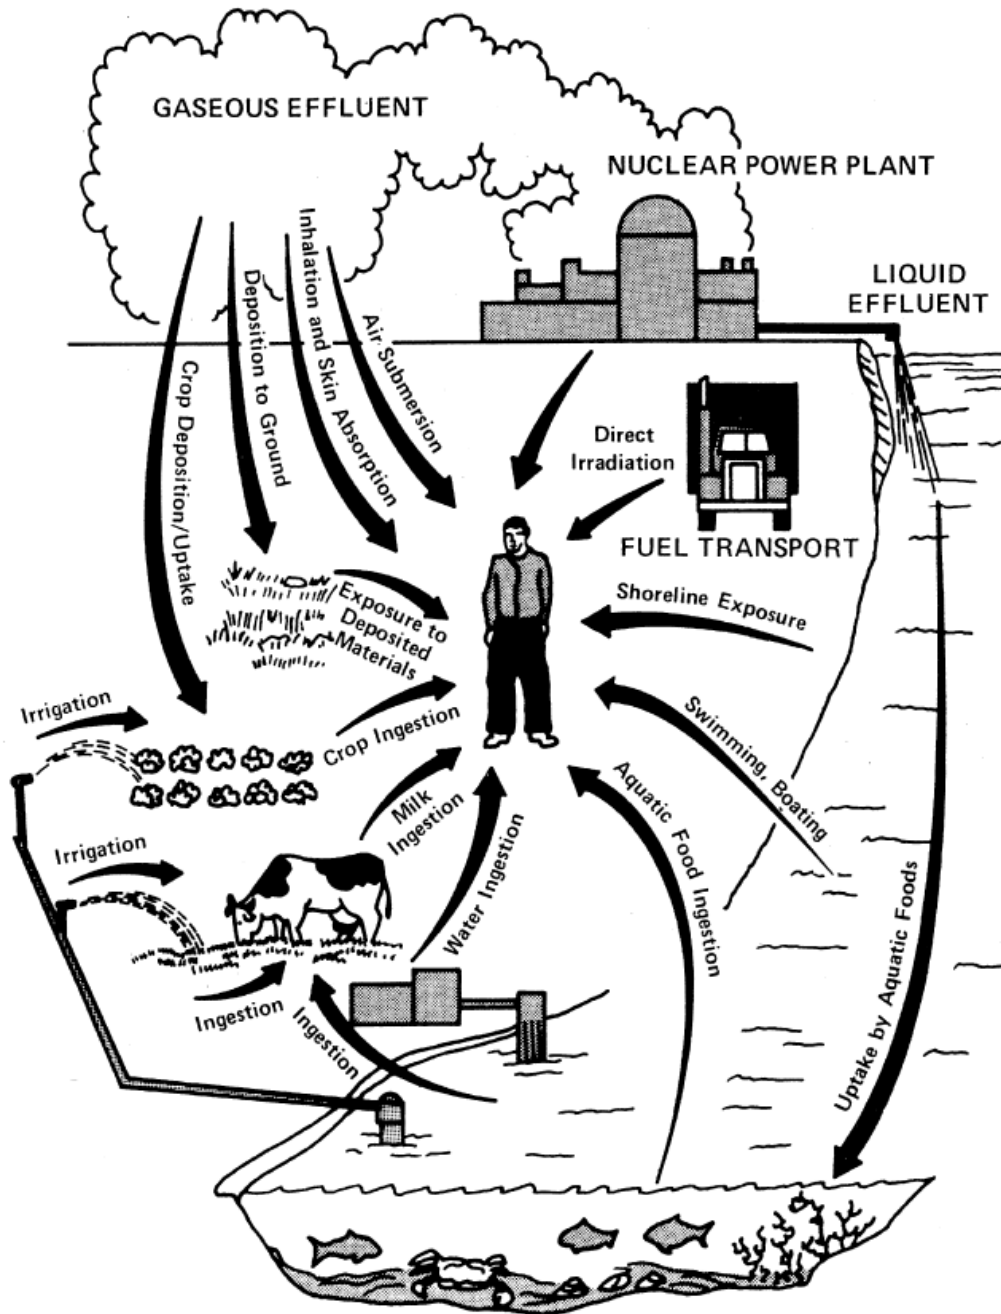 GASEOUS EFFLUENT
NUCLEAR POWER PLANT
LIQUID
EFFLUENT
Inhalation and Skin Absorption
Deposition to Ground
Air Submersion
Crop Deposition/Uptake
Direct
Irradiation
FUEL TRANSPORT
Exposure to
Deposited
Materials
Shoreline Exposure
Irrigation
Crop Ingestion
Swimming, Boating
Milk
Ingestion
Aquatic Food Ingestion
Irrigation
Water Ingestion
Uptake by Aquatic Foods
Ingestion
Ingestion